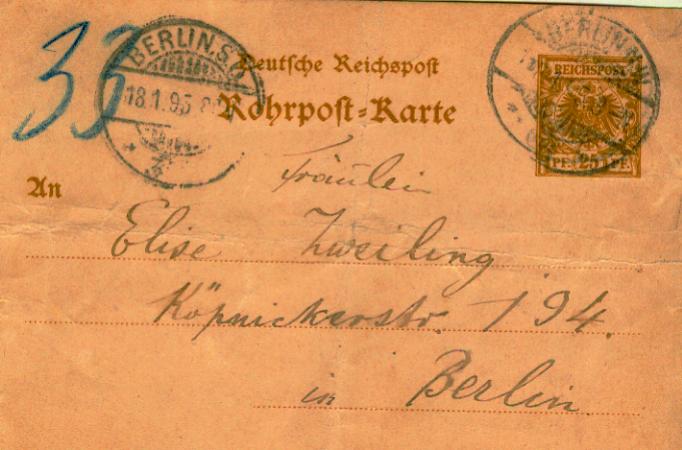 33
BERLIN.S.
18.1.95
Deutsche Reichspost
Rohrpost-Karte
BERLIN
REICHSPOST
PF. 25 PF.
An
Fräulein
Elise Zweiling
Köpnickerstr. 194.
in Berlin